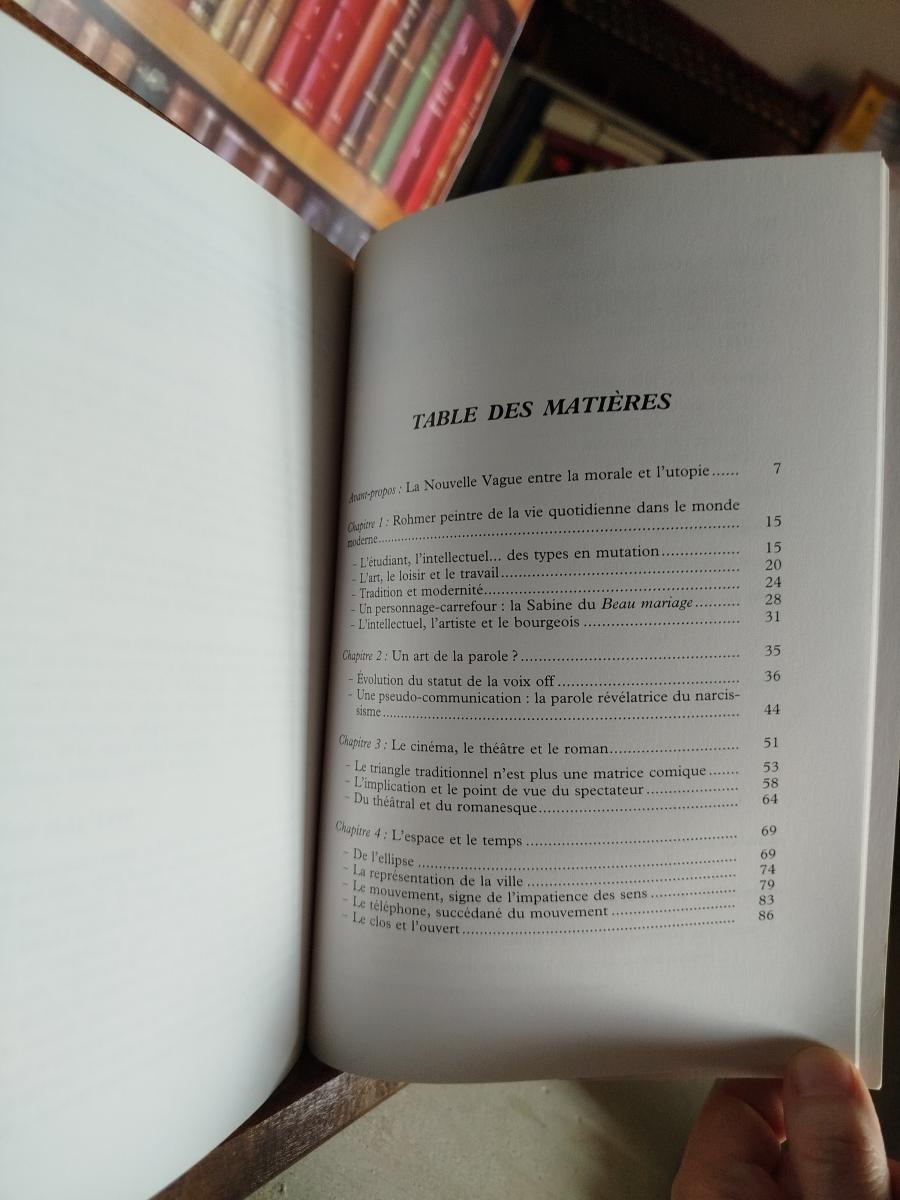 TABLE DES MATIÈRES
Avant-propos : La Nouvelle Vague entre la morale et l'utopie...... 7
Chapitre 1 : Rohmer peintre de la vie quotidienne dans le monde
moderne........................................................................ 15
– L'étudiant, l'intellectuel... des types en mutation................ 15
– L'art, le loisir et le travail................................................ 20
– Tradition et modernité................................................... 24
– Un personnage-carrefour : la Sabine du Beau mariage.......... 28
– L'intellectuel, l'artiste et le bourgeois ............................... 31
Chapitre 2 : Un art de la parole ?............................................ 35
– Évolution du statut de la voix off..................................... 36
– Une pseudo-communication : la parole révélatrice du narcis-
sisme........................................................................ 44
Chapitre 3 : Le cinéma, le théâtre et le roman.......................... 51
– Le triangle traditionnel n'est plus une matrice comique....... 53
– L'implication et le point de vue du spectateur................... 58
– Du théâtral et du romanesque........................................ 64
Chapitre 4 : L'espace et le temps........................................... 69
– De l'ellipse ................................................................ 69
– La représentation de la ville .......................................... 74
– Le mouvement, signe de l'impatience des sens ................. 79
– Le téléphone, succédané du mouvement ......................... 83
– Le clos et l'ouvert....................................................... 86